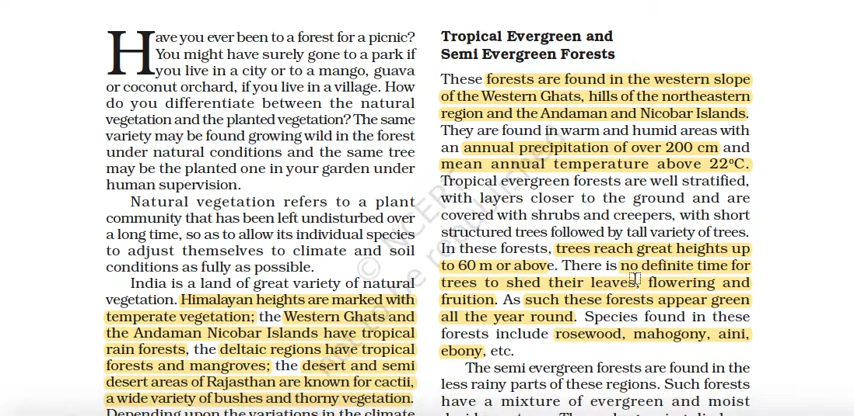 Have you ever been to a forest for a picnic?
You might have surely gone to a park if
you live in a city or to a mango, guava
or coconut orchard, if you live in a village. How
do you differentiate between the natural
vegetation and the planted vegetation? The same
variety may be found growing wild in the forest
under natural conditions and the same tree
may be the planted one in your garden under
human supervision.
Natural vegetation refers to a plant
community that has been left undisturbed over
a long time, so as to allow its individual species
to adjust themselves to climate and soil
conditions as fully as possible.
India is a land of great variety of natural
vegetation. Himalayan heights are marked with
temperate vegetation; the Western Ghats and
the Andaman Nicobar Islands have tropical
rain forests, the deltaic regions have tropical
forests and mangroves; the desert and semi
desert areas of Rajasthan are known for cactii,
a wide variety of bushes and thorny vegetation.
Depending upon the variations in the climate
Tropical Evergreen and
Semi Evergreen Forests
These forests are found in the western slope
of the Western Ghats, hills of the northeastern
region and the Andaman and Nicobar Islands.
They are found in warm and humid areas with
an annual precipitation of over 200 cm and
mean annual temperature above 22°C.
Tropical evergreen forests are well stratified,
with layers closer to the ground and are
covered with shrubs and creepers, with short
structured trees followed by tall variety of trees.
In these forests, trees reach great heights up
to 60 m or above. There is no definite time for
trees to shed their leaves, flowering and
fruition. As such these forests appear green
all the year round. Species found in these
forests include rosewood, mahogony, aini,
ebony, etc.
The semi evergreen forests are found in the
less rainy parts of these regions. Such forests
have a mixture of evergreen and moist
© NCERT